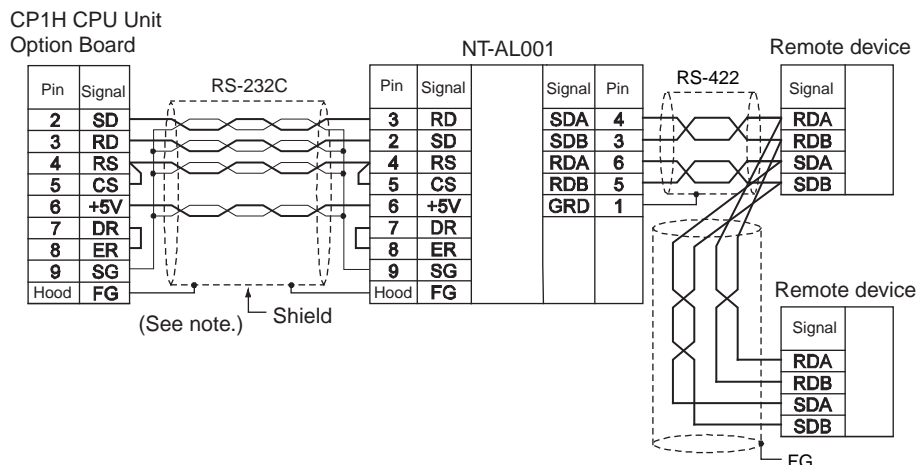 CP1H CPU Unit
Option Board
NT-AL001
Remote device
RS-232C
RS-422
Pin Signal
2 SD
3 RD
4 RS
5 CS
6 +5V
7 DR
8 ER
9 SG
Hood FG
Pin Signal
3 RD
2 SD
4 RS
5 CS
6 +5V
7 DR
8 ER
9 SG
Hood FG
Signal Pin
SDA 4
SDB 3
RDA 6
RDB 5
GRD 1
Signal
RDA
RDB
SDA
SDB
(See note.)
Shield
Remote device
Signal
RDA
RDB
SDA
SDB
FG